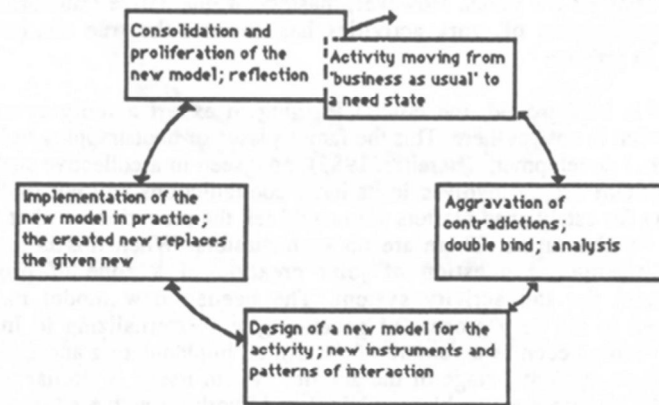 Consolidation and
proliferation of the
new model; reflection
Activity moving from
'business as usual' to
a need state
Implementation of the
new model in practice;
the created new replaces
the given new
Aggravation of
contradictions;
double bind; analysis
Design of a new model for the
activity; new instruments and
patterns of interaction